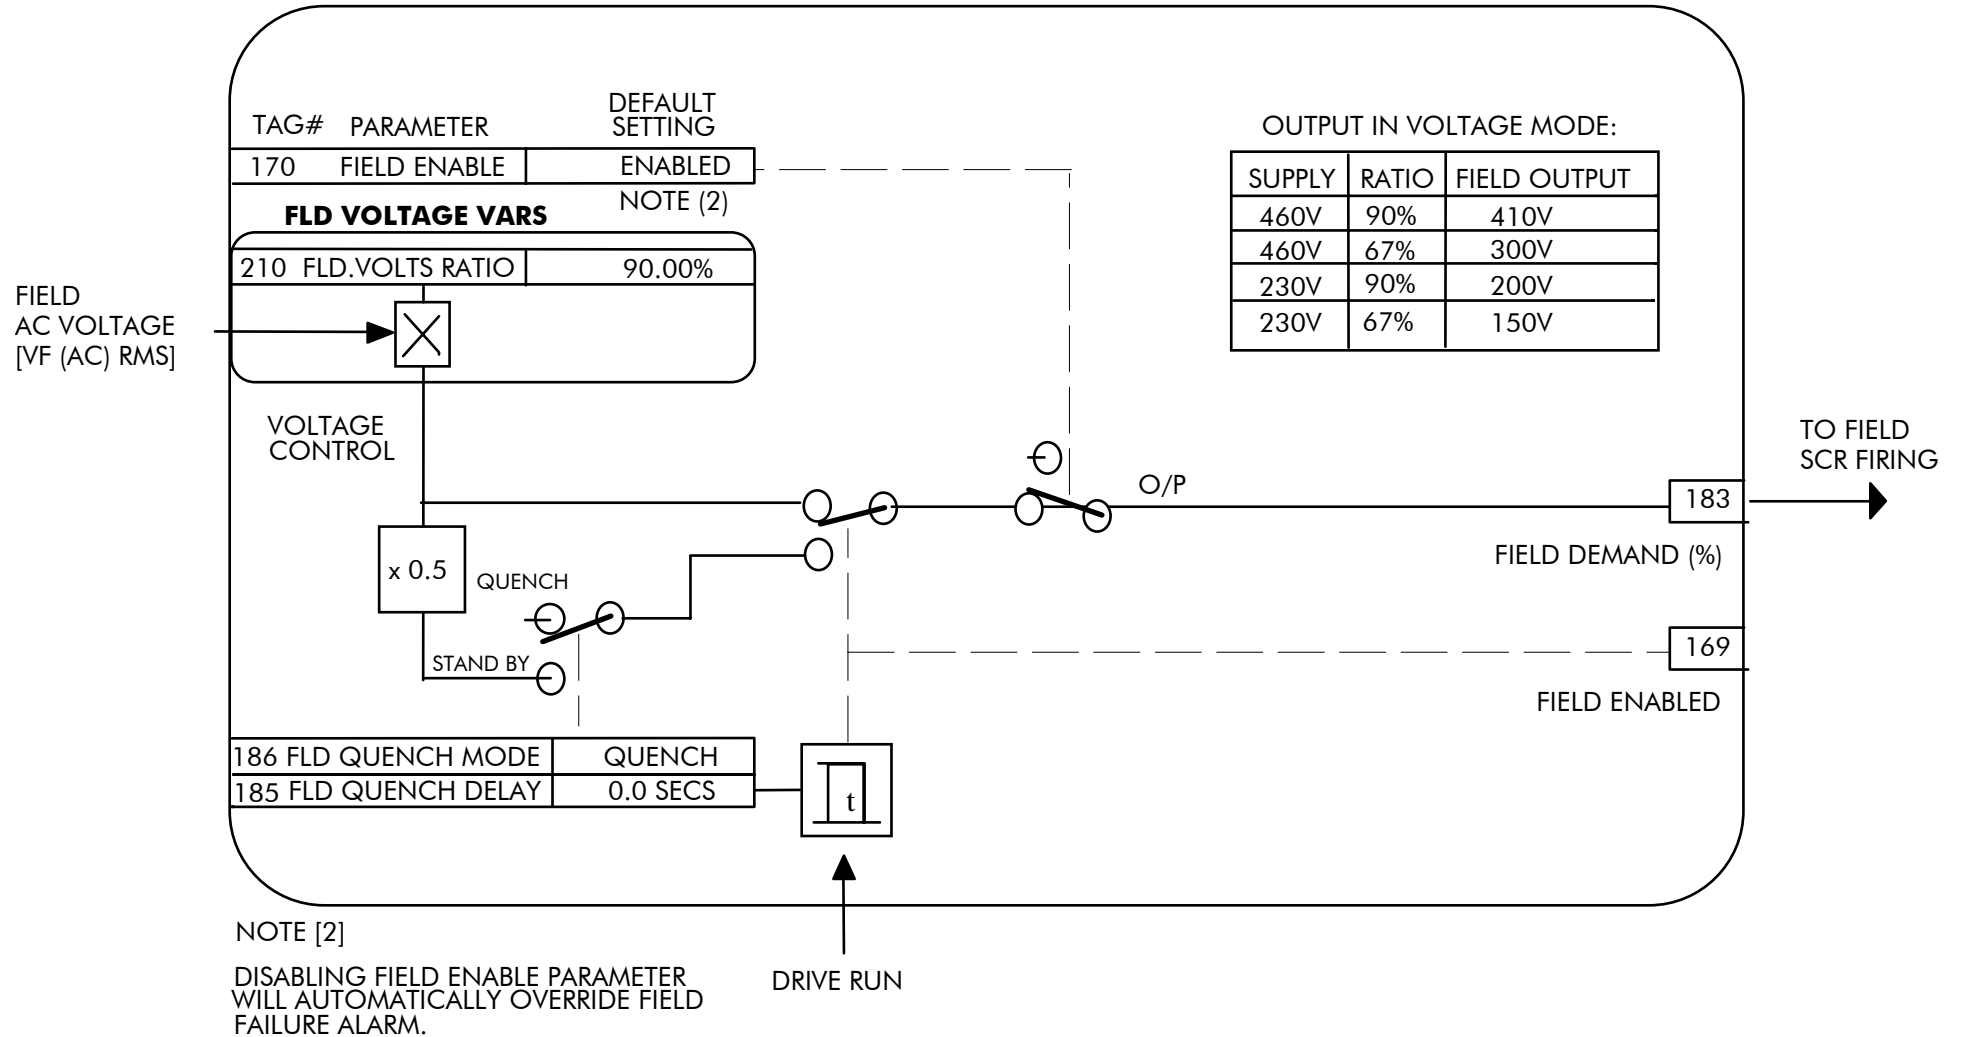 TAG# PARAMETER DEFAULT SETTING
170 FIELD ENABLE ENABLED
NOTE (2)
FLD VOLTAGE VARS
210 FLD.VOLTS RATIO 90.00%
FIELD
AC VOLTAGE
[VF (AC) RMS]
VOLTAGE
CONTROL
OUTPUT IN VOLTAGE MODE:
SUPPLY RATIO FIELD OUTPUT
460V 90% 410V
460V 67% 300V
230V 90% 200V
230V 67% 150V
TO FIELD
SCR FIRING
O/P
183
FIELD DEMAND (%)
x 0.5
QUENCH
STAND BY
169
FIELD ENABLED
186 FLD QUENCH MODE QUENCH
185 FLD QUENCH DELAY 0.0 SECS
t
DRIVE RUN
NOTE [2]
DISABLING FIELD ENABLE PARAMETER
WILL AUTOMATICALLY OVERRIDE FIELD
FAILURE ALARM.